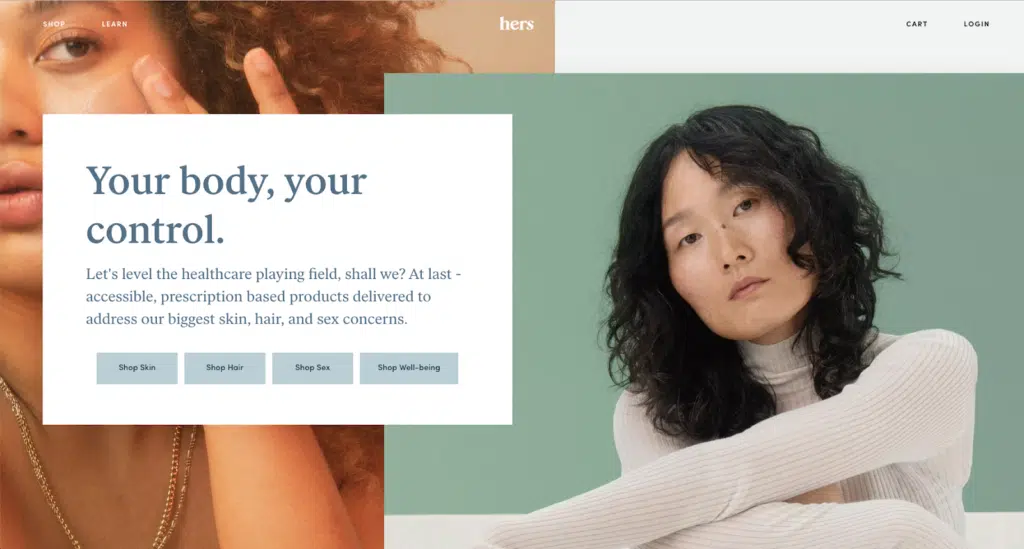 SHOP
LEARN
hers
CART
LOGIN
Your body, your
control.
Let's level the healthcare playing field, shall we? At last -
accessible, prescription based products delivered to
address our biggest skin, hair, and sex concerns.
Shop Skin
Shop Hair
Shop Sex
Shop Well-being